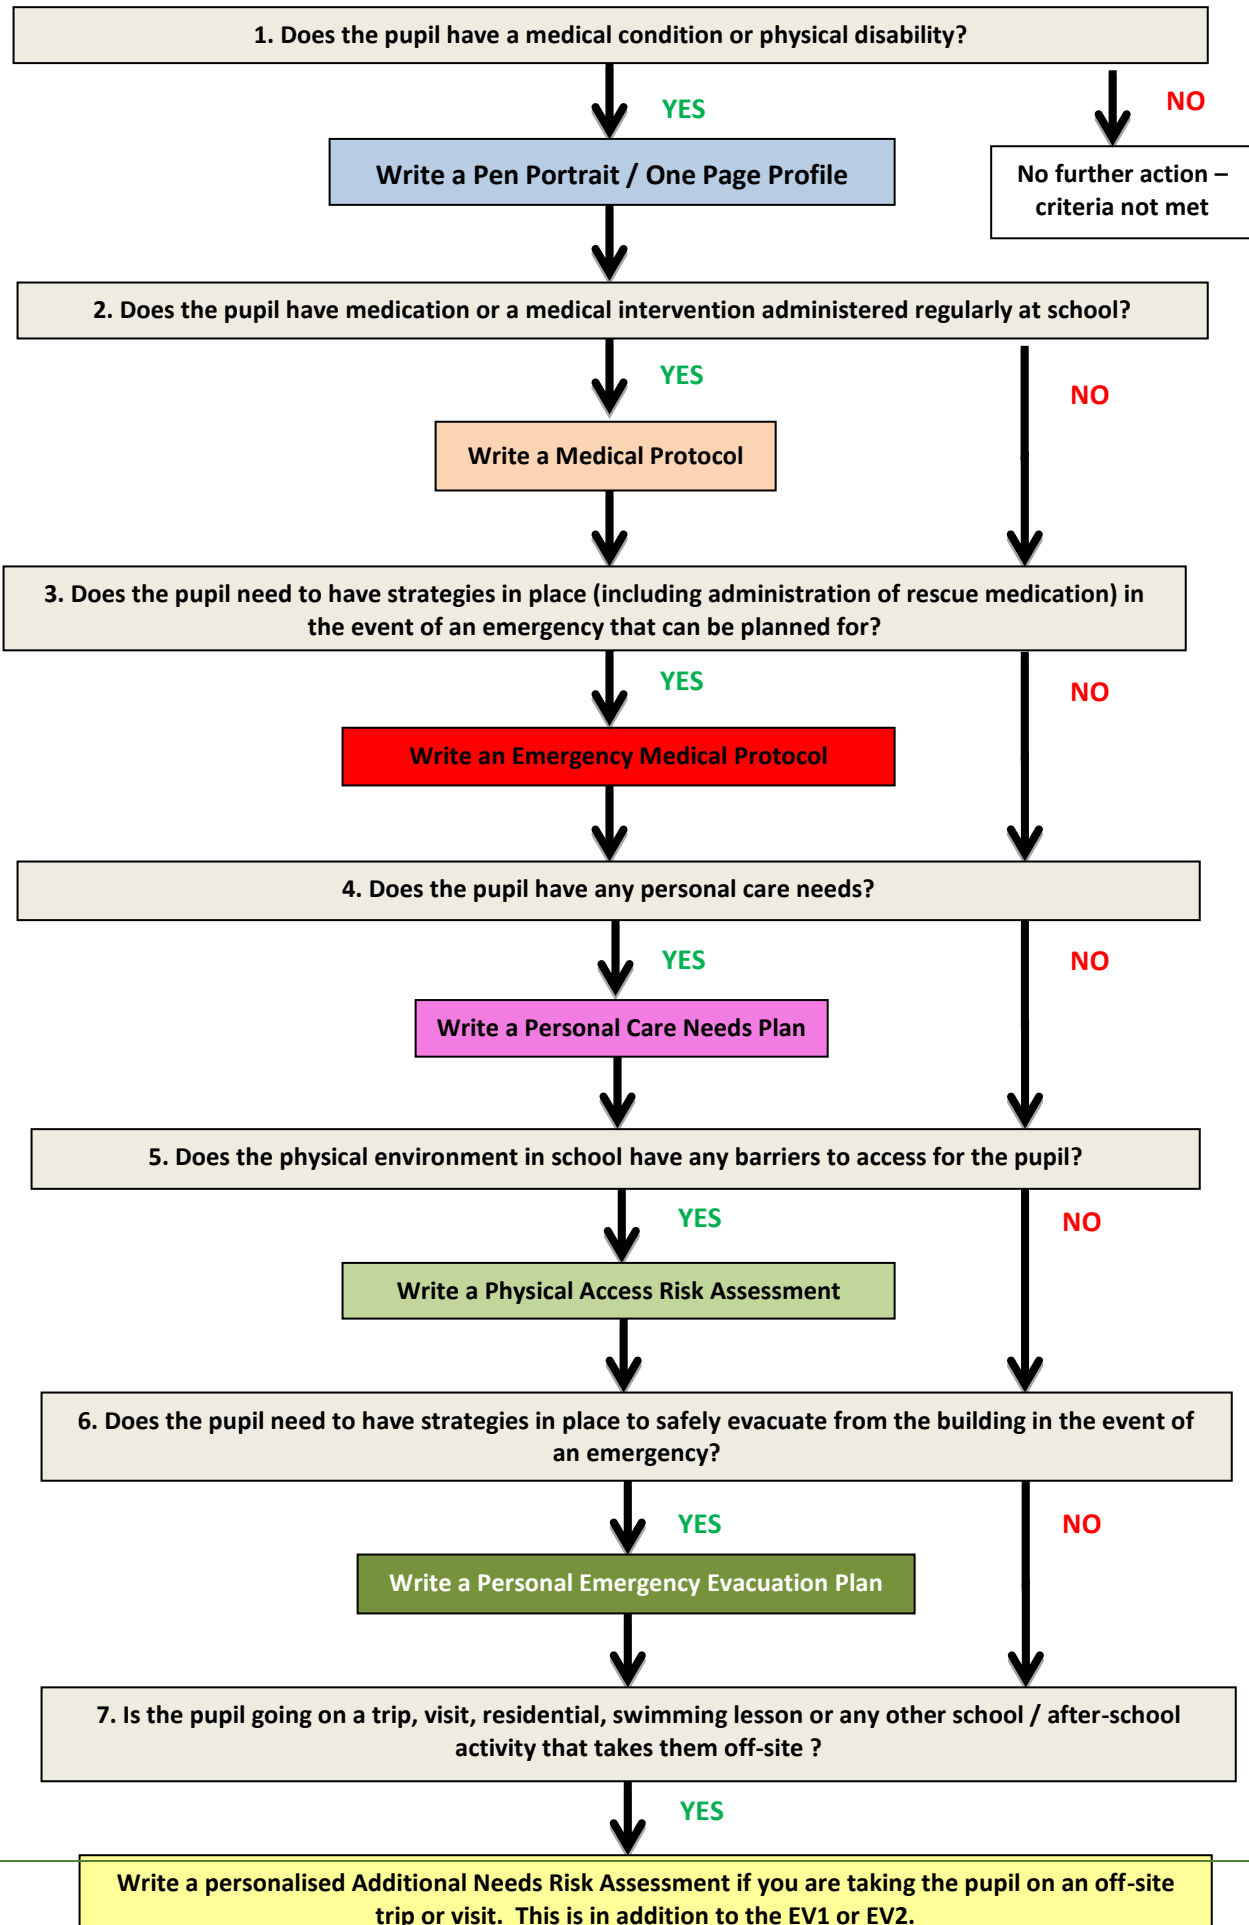 1. Does the pupil have a medical condition or physical disability?
YES
NO
Write a Pen Portrait / One Page Profile
No further action –
criteria not met
2. Does the pupil have medication or a medical intervention administered regularly at school?
YES
NO
Write a Medical Protocol
3. Does the pupil need to have strategies in place (including administration of rescue medication) in
the event of an emergency that can be planned for?
YES
NO
Write an Emergency Medical Protocol
4. Does the pupil have any personal care needs?
YES
NO
Write a Personal Care Needs Plan
5. Does the physical environment in school have any barriers to access for the pupil?
YES
NO
Write a Physical Access Risk Assessment
6. Does the pupil need to have strategies in place to safely evacuate from the building in the event of
an emergency?
YES
NO
Write a Personal Emergency Evacuation Plan
7. Is the pupil going on a trip, visit, residential, swimming lesson or any other school / after-school
activity that takes them off-site ?
YES
Write a personalised Additional Needs Risk Assessment if you are taking the pupil on an off-site
trip or visit.  This is in addition to the EV1 or EV2.